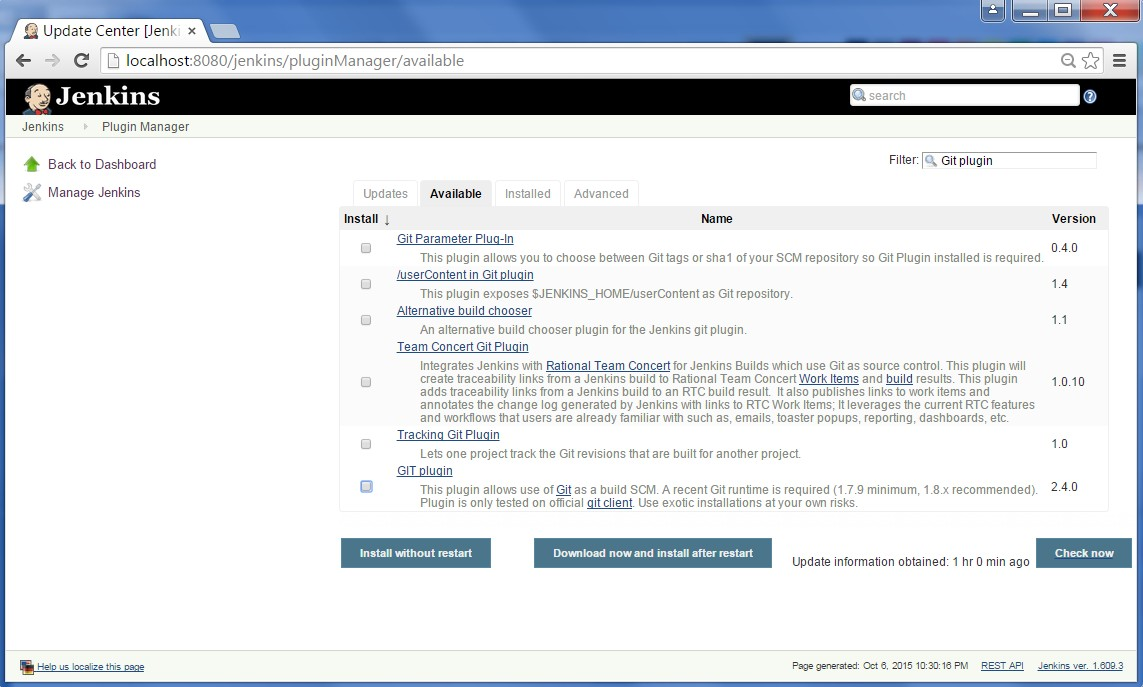 Update Center [Jenki
localhost:8080/jenkins/pluginManager/available
Jenkins
search
Jenkins Plugin Manager
Back to Dashboard
Manage Jenkins
Filter: Git plugin
Updates Available Installed Advanced
Install ↓ Name Version
Git Parameter Plug-In
This plugin allows you to choose between Git tags or sha1 of your SCM repository so Git Plugin installed is required.
0.4.0
/userContent in Git plugin
This plugin exposes $JENKINS_HOME/userContent as Git repository.
1.4
Alternative build chooser
An alternative build chooser plugin for the Jenkins git plugin.
1.1
Team Concert Git Plugin
Integrates Jenkins with Rational Team Concert for Jenkins Builds which use Git as source control. This plugin will
create traceability links from a Jenkins build to Rational Team Concert Work Items and build results. This plugin
adds traceability links from a Jenkins build to an RTC build result. It also publishes links to work items and
annotates the change log generated by Jenkins with links to RTC Work Items; It leverages the current RTC features
and workflows that users are already familiar with such as, emails, toaster popups, reporting, dashboards, etc.
1.0.10
Tracking Git Plugin
Lets one project track the Git revisions that are built for another project.
1.0
GIT plugin
This plugin allows use of Git as a build SCM. A recent Git runtime is required (1.7.9 minimum, 1.8.x recommended).
Plugin is only tested on official git client. Use exotic installations at your own risks.
2.4.0
Install without restart
Download now and install after restart
Update information obtained: 1 hr 0 min ago
Check now
Help us localize this page
Page generated: Oct 6, 2015 10:30:16 PM REST API Jenkins ver. 1.609.3